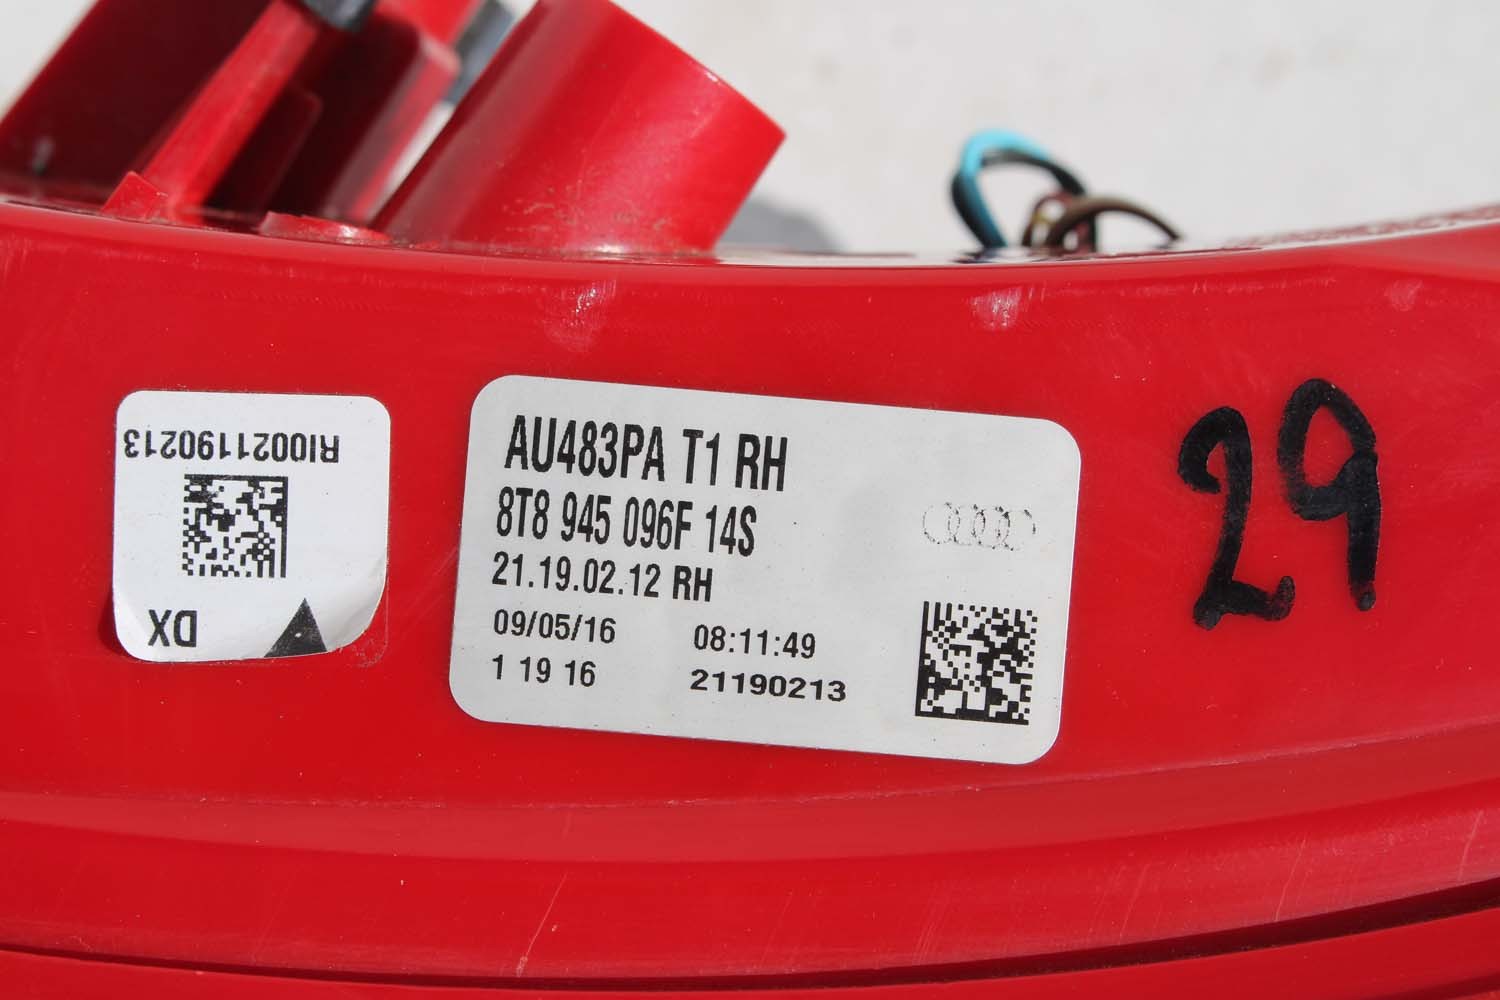 RI0021190213
DX
AU483PA T1 RH
8T8 945 096F 14S
21.19.02.12 RH
09/05/16 08:11:49
1 19 16 21190213
29